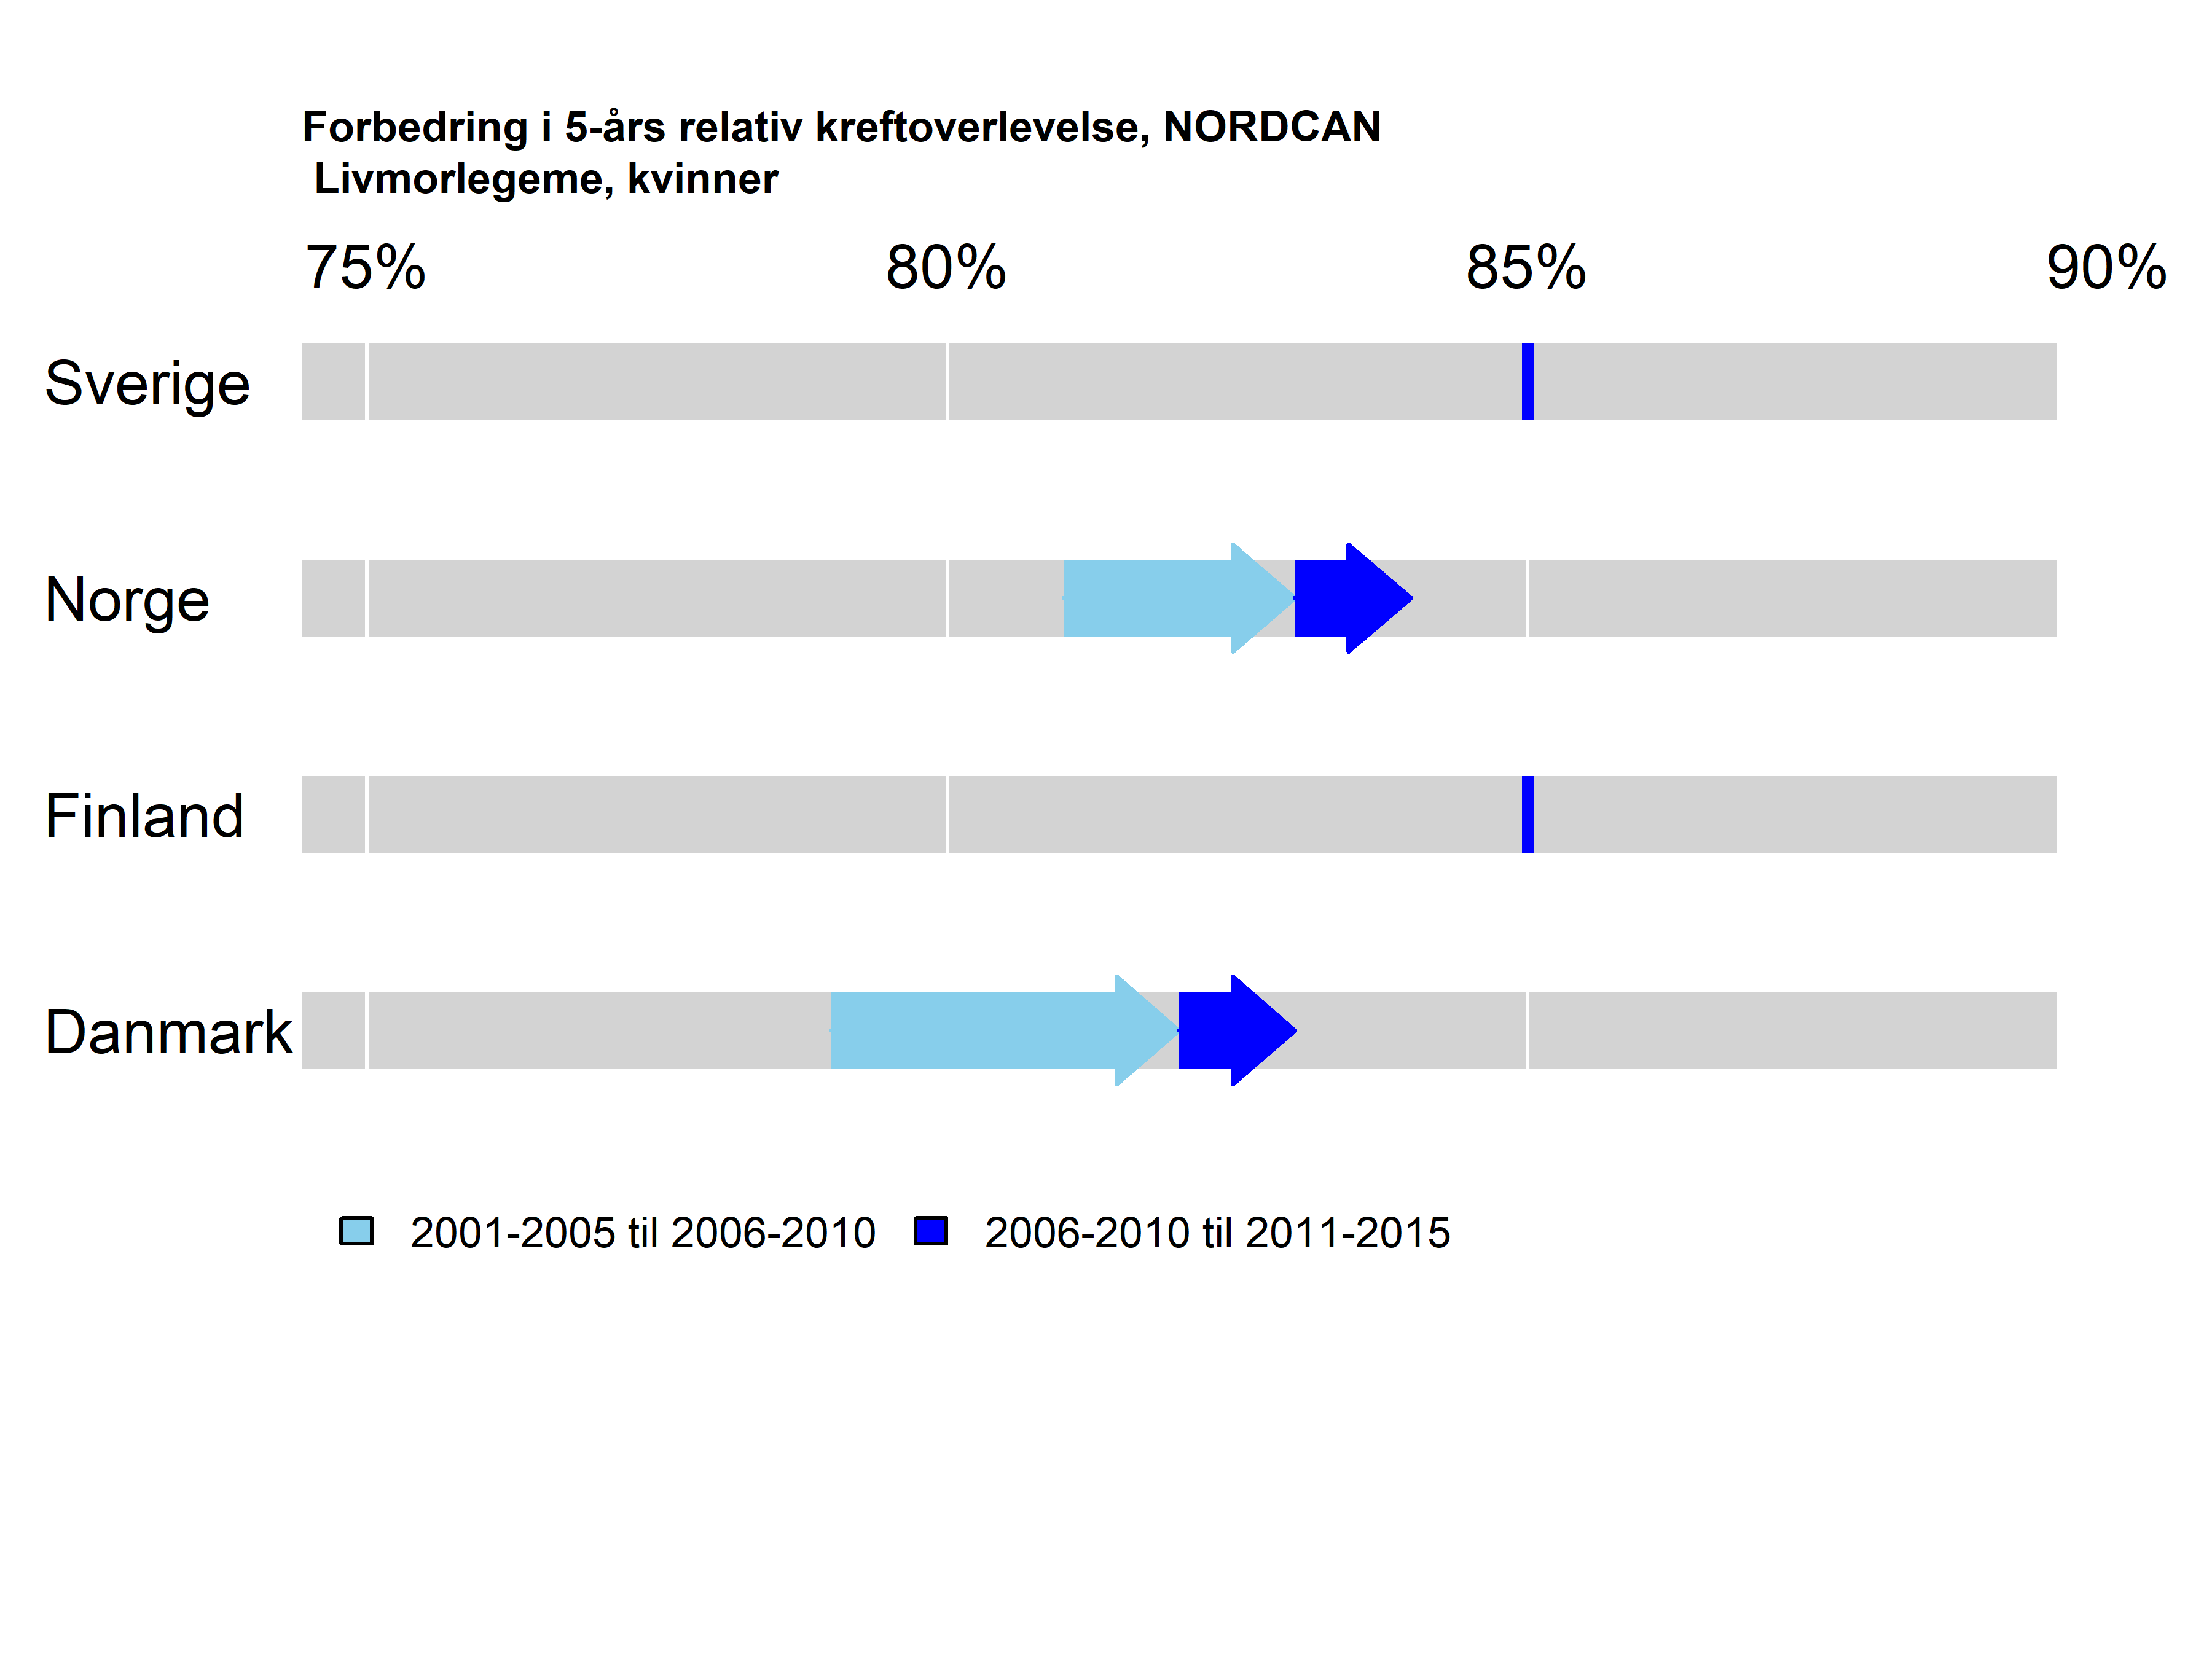 Forbedring i 5-års relativ kreftoverlevelse, NORDCAN
Livmorlegeme, kvinner
75% 80% 85% 90%
Sverige
Norge
Finland
Danmark
2001-2005 til 2006-2010 2006-2010 til 2011-2015